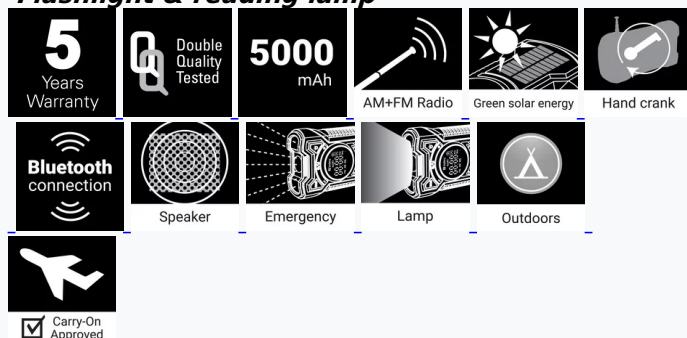 Flashlight & reading lamp
5
Years
Warranty
Double
Quality
Tested
5000
mAh
AM+FM Radio
Green solar energy
Hand crank
Bluetooth
connection
Speaker
Emergency
Lamp
Outdoors
Carry-On
Approved